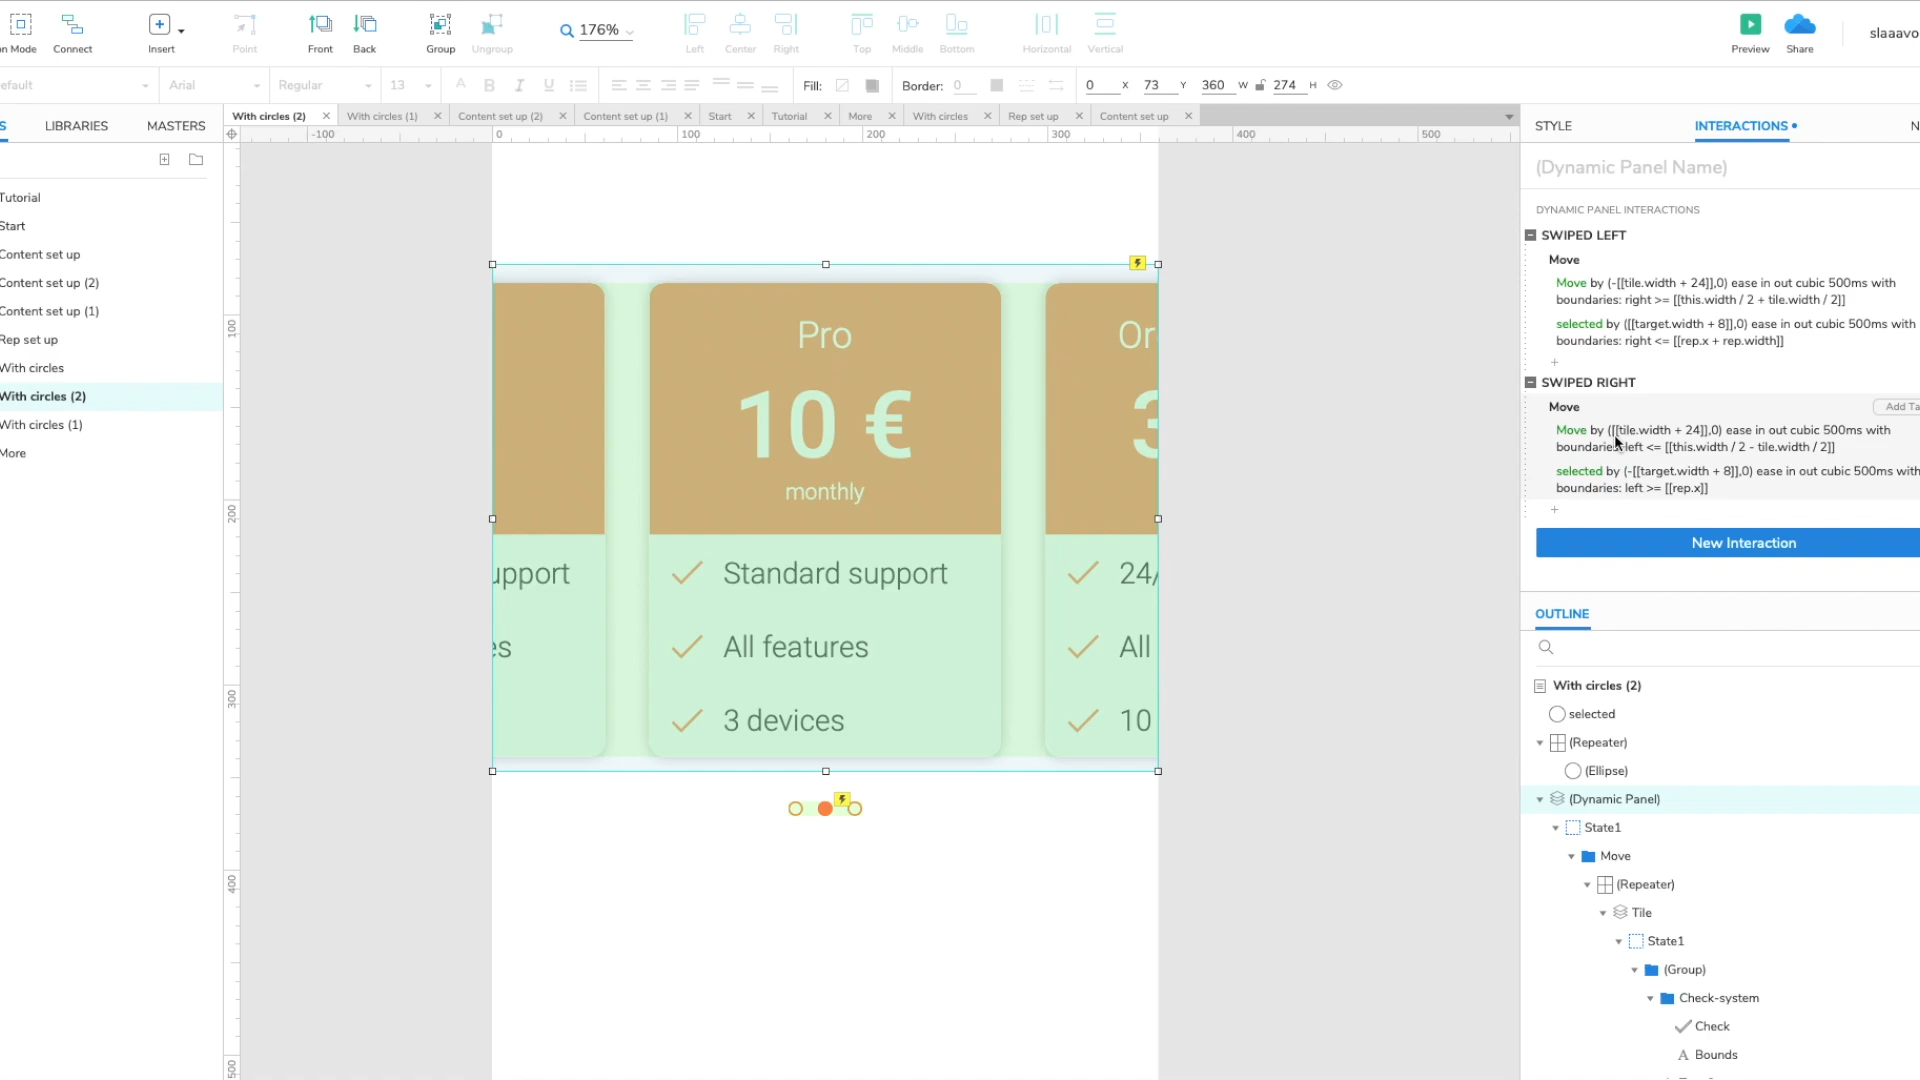 on Mode
Connect
Insert
Point
Front
Back
Group
Ungroup
176%
Left
Center
Right
Top
Middle
Bottom
Horizontal
Vertical
Preview
Share
slaaavo
efault
Arial
Regular
13
Fill:
Border: 0
0 X 73 Y 360 W 274 H
S LIBRARIES MASTERS
With circles (2)
With circles (1)
Content set up (2)
Content set up (1)
Start
Tutorial
More
With circles
Rep set up
Content set up
-100 0 100 200 300 400 500
100
200
300
400
500
Tutorial
Start
Content set up
Content set up (2)
Content set up (1)
Rep set up
With circles
With circles (2)
With circles (1)
More
Pro
10 €
monthly
Standard support
All features
3 devices
upport
es
Or
3
24/
All
10
STYLE INTERACTIONS N
(Dynamic Panel Name)
DYNAMIC PANEL INTERACTIONS
SWIPED LEFT
Move
Move by (-[[tile.width + 24]],0) ease in out cubic 500ms with
boundaries: right >= [[this.width / 2 + tile.width / 2]]
selected by ([[target.width + 8]],0) ease in out cubic 500ms with
boundaries: right <= [[rep.x + rep.width]]
SWIPED RIGHT
Move
Add Ta
Move by ([[tile.width + 24]],0) ease in out cubic 500ms with
boundaries: left <= [[this.width / 2 - tile.width / 2]]
selected by (-[[target.width + 8]],0) ease in out cubic 500ms with
boundaries: left >= [[rep.x]]
New Interaction
OUTLINE
With circles (2)
selected
(Repeater)
(Ellipse)
(Dynamic Panel)
State1
Move
(Repeater)
Tile
State1
(Group)
Check-system
Check
Bounds